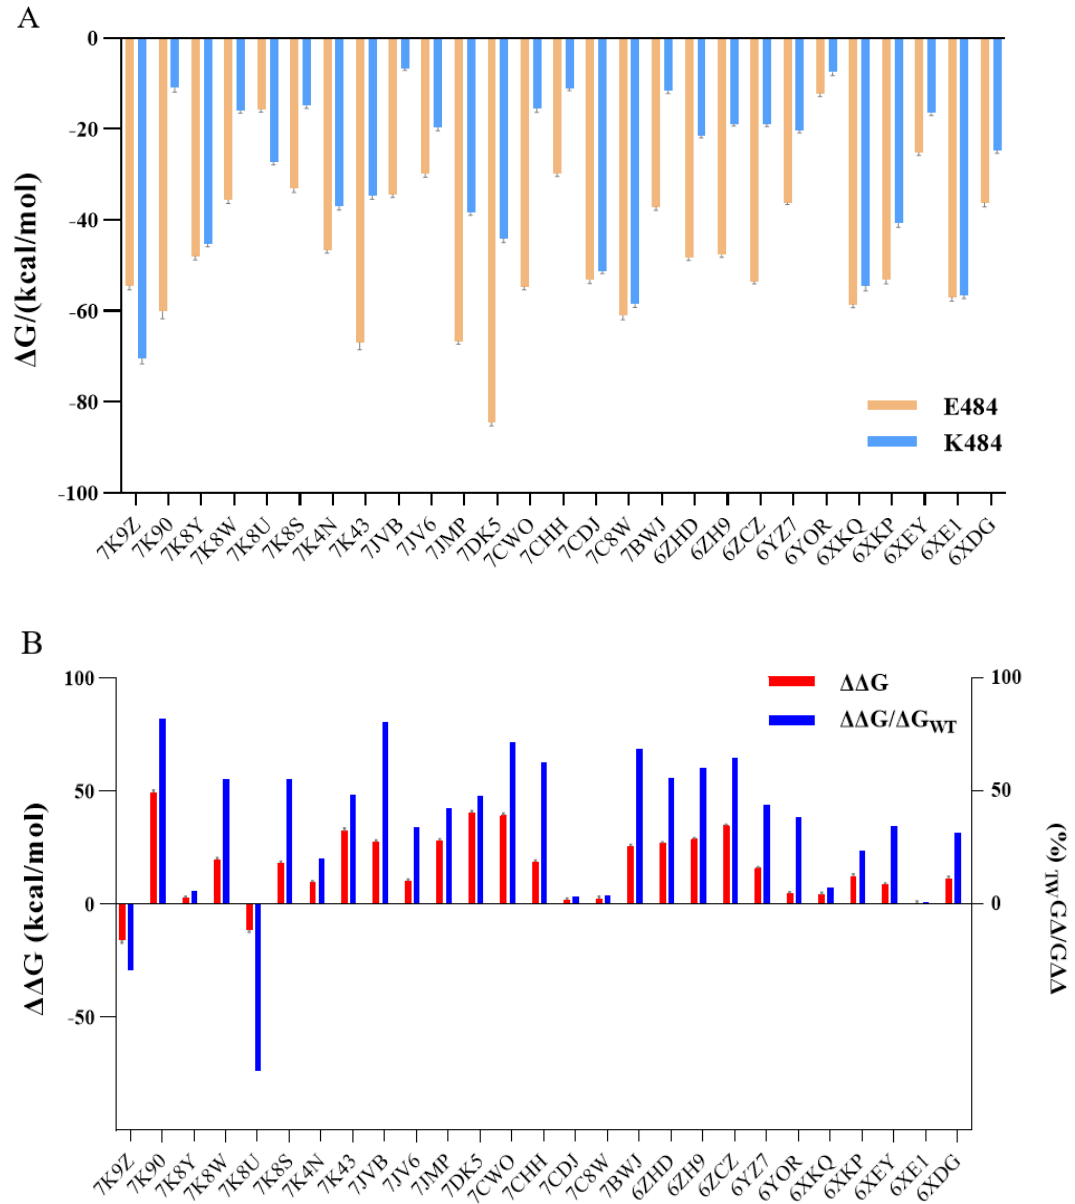 A
ΔG/(kcal/mol)
0
-20
-40
-60
-80
-100
E484
K484
7K9Z
7K90
7K8Y
7K8W
7K8U
7K8S
7K4N
7K43
7JVB
7JV6
7JMP
7DK5
7CWO
7CHH
7CDJ
7C8W
7BWJ
6ZHD
6ZH9
6ZCZ
6YZ7
6YOR
6XKQ
6XKP
6XEY
6XE1
6XDG
B
ΔΔG (kcal/mol)
100
50
0
-50
ΔΔG
ΔΔG/ΔGWT
100
50
0
ΔΔG/ΔGWT (%)
7K9Z
7K90
7K8Y
7K8W
7K8U
7K8S
7K4N
7K43
7JVB
7JV6
7JMP
7DK5
7CWO
7CHH
7CDJ
7C8W
7BWJ
6ZHD
6ZH9
6ZCZ
6YZ7
6YOR
6XKQ
6XKP
6XEY
6XE1
6XDG